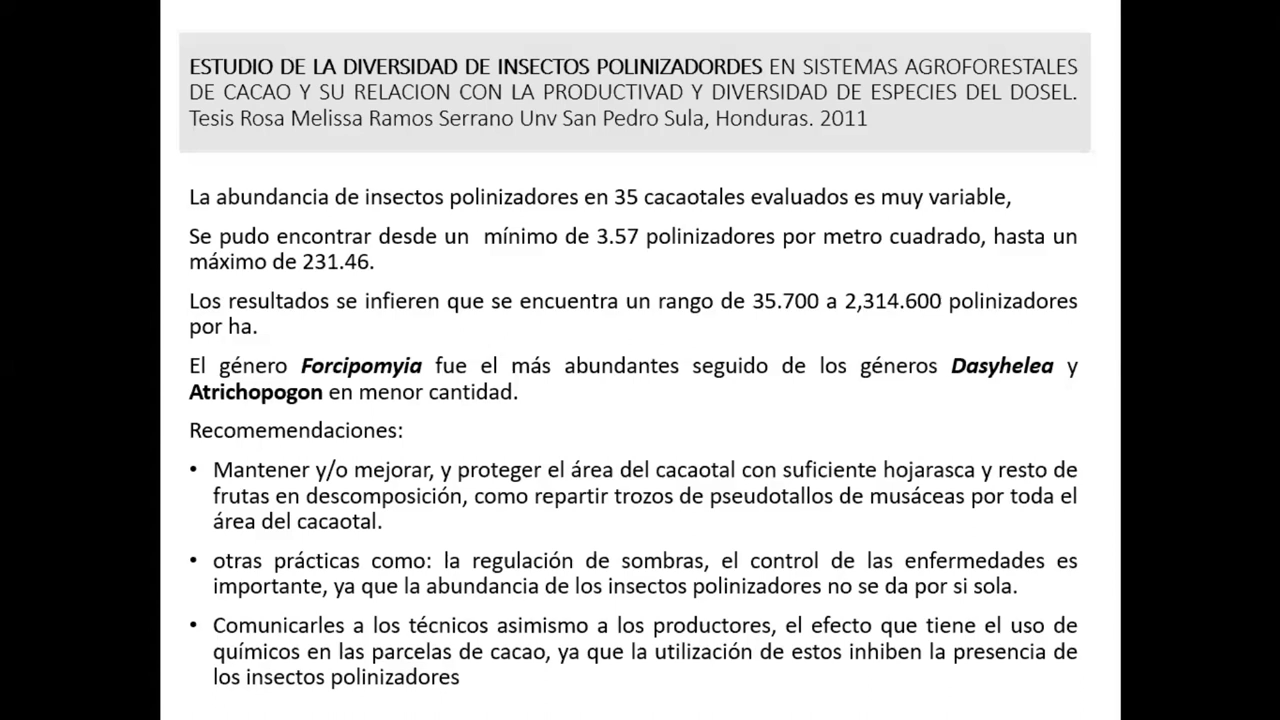 ESTUDIO DE LA DIVERSIDAD DE INSECTOS POLINIZADORDES EN SISTEMAS AGROFORESTALES
DE CACAO Y SU RELACION CON LA PRODUCTIVAD Y DIVERSIDAD DE ESPECIES DEL DOSEL.
Tesis Rosa Melissa Ramos Serrano Unv San Pedro Sula, Honduras. 2011
La abundancia de insectos polinizadores en 35 cacaotales evaluados es muy variable,
Se pudo encontrar desde un mínimo de 3.57 polinizadores por metro cuadrado, hasta un
máximo de 231.46.
Los resultados se infieren que se encuentra un rango de 35.700 a 2,314.600 polinizadores
por ha.
El género Forcipomyia fue el más abundantes seguido de los géneros Dasyhelea y
Atrichopogon en menor cantidad.
Recomemendaciones:
• Mantener y/o mejorar, y proteger el área del cacaotal con suficiente hojarasca y resto de
frutas en descomposición, como repartir trozos de pseudotallos de musáceas por toda el
área del cacaotal.
• otras prácticas como: la regulación de sombras, el control de las enfermedades es
importante, ya que la abundancia de los insectos polinizadores no se da por si sola.
• Comunicarles a los técnicos asimismo a los productores, el efecto que tiene el uso de
químicos en las parcelas de cacao, ya que la utilización de estos inhiben la presencia de
los insectos polinizadores